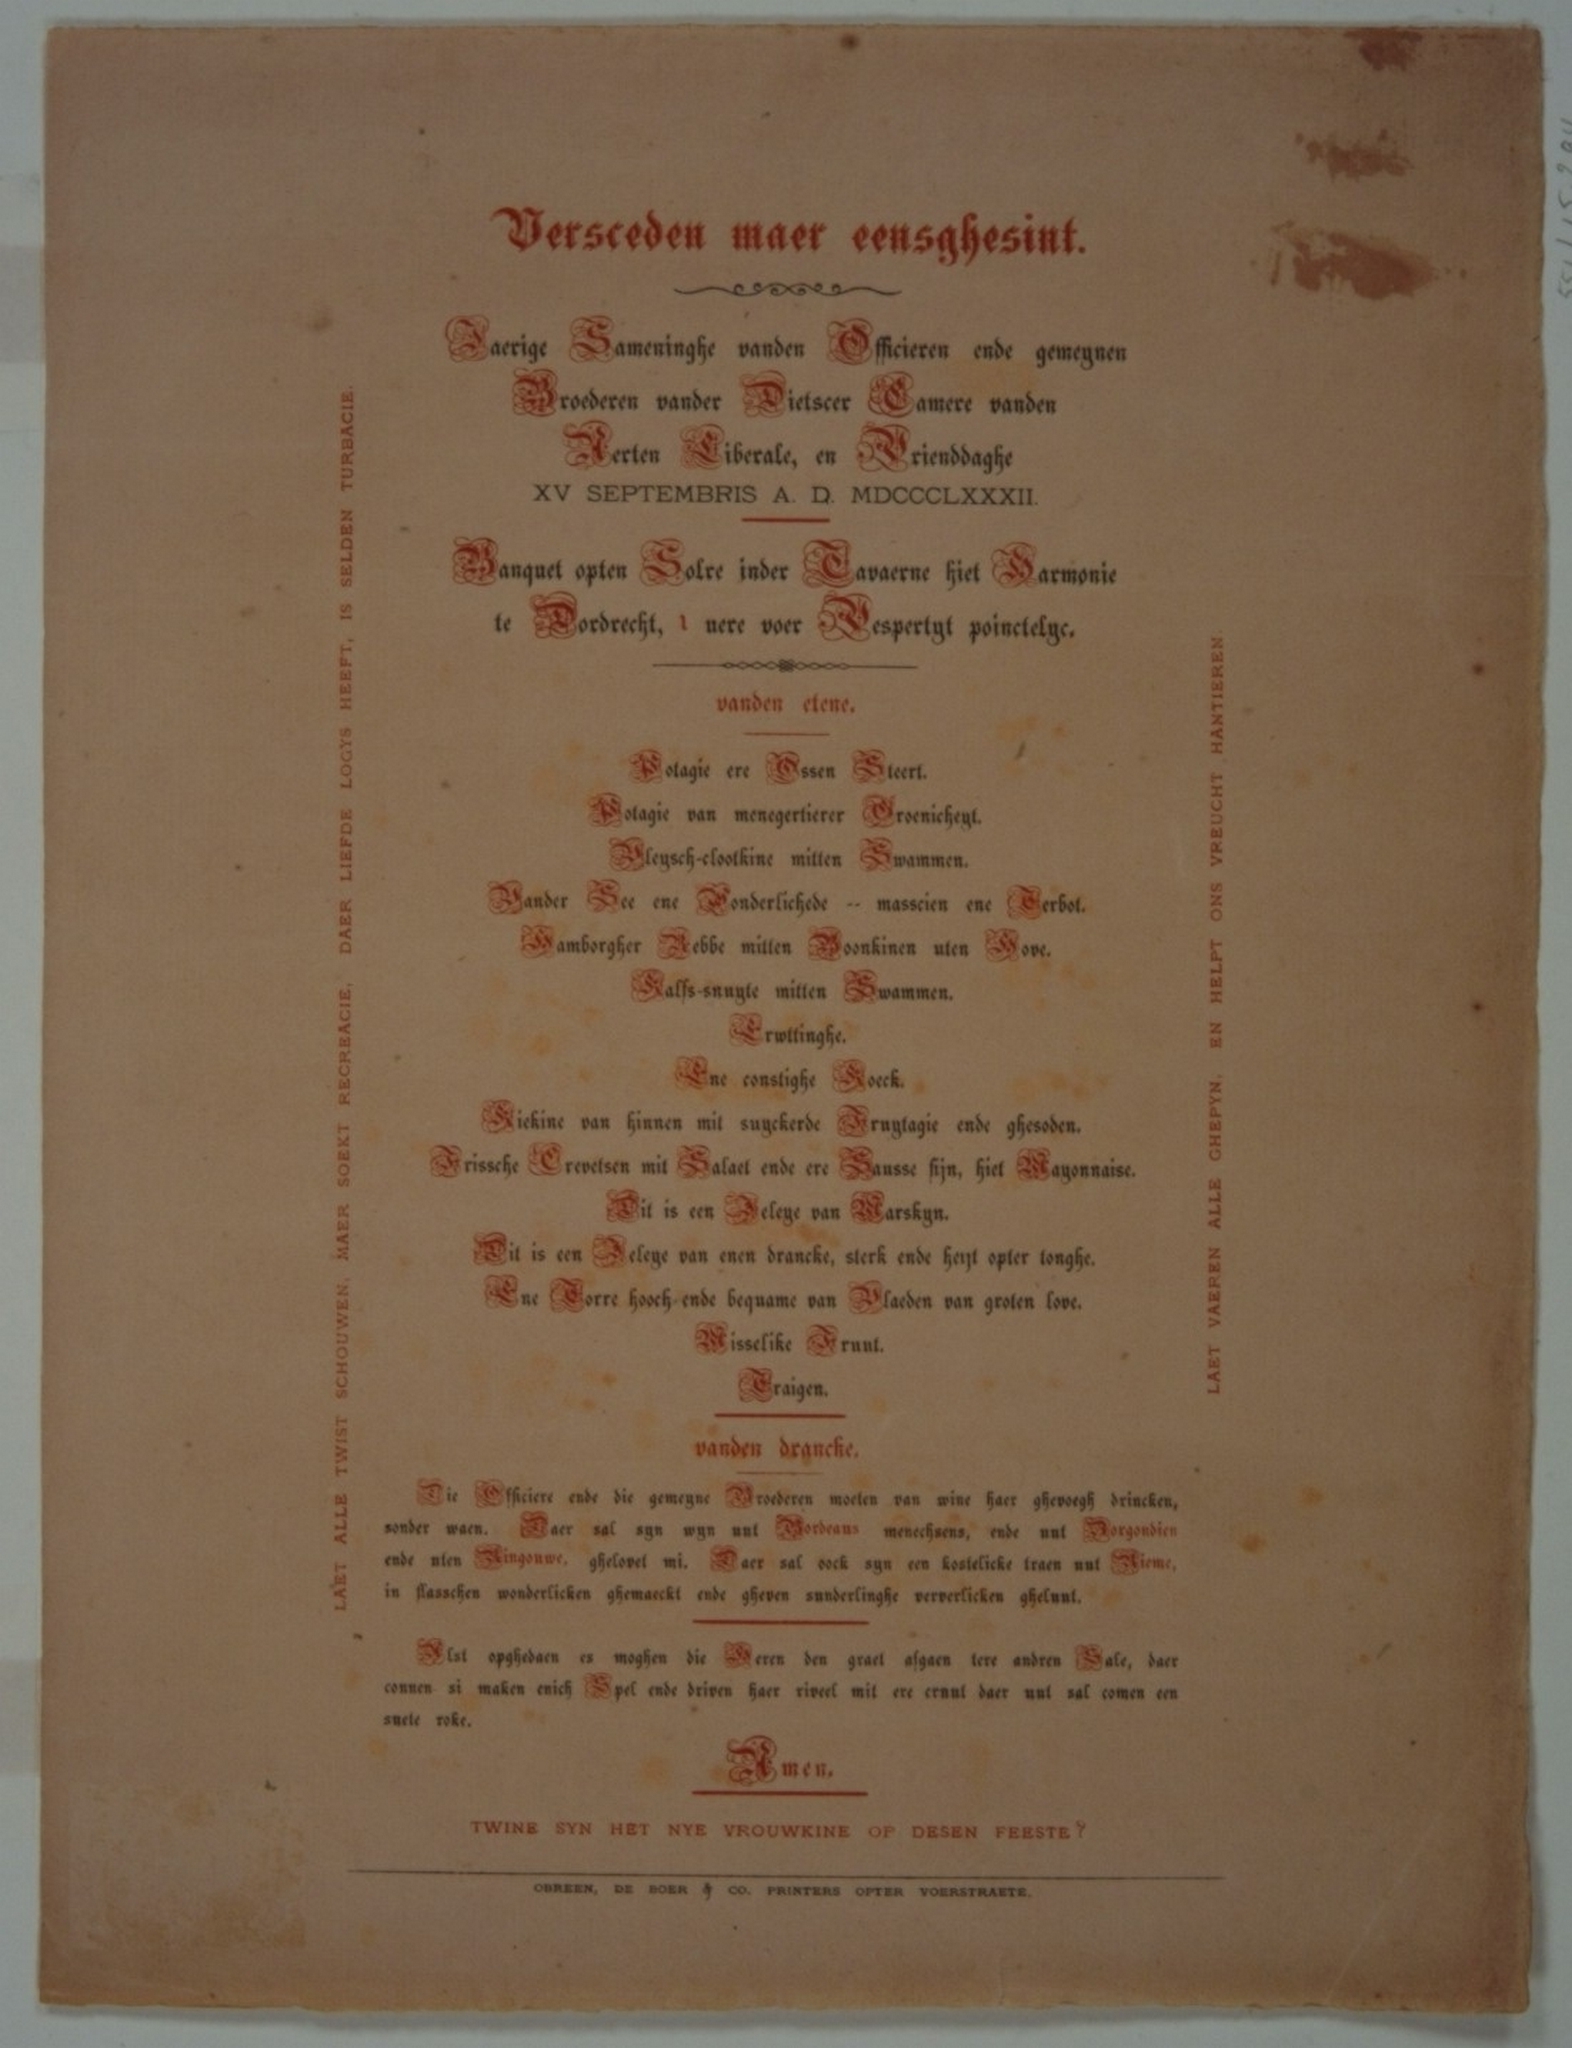 Versceden maer eensghesint.
Jaerige Sameninghe vanden Officieren ende gemeynen
Broederen vander Dietscer Camere vanden
Aerten Liberale, en Vrienddaghe
XV SEPTEMBRIS A. D. MDCCCLXXXII.
Banquet opten Solre inder Tavaerne hiet Harmonie
te Dordrecht, 1 uere voer Vespertyt poinctelyc.
vanden etene.
Potagie ere Ossen Steert.
Potagie van menegertierer Groenicheyt.
Vleysch-clootkine mitten Swammen.
Vander See ene Wonderlichede -- masscien ene Terbot.
Hamborgher Rebbe mitten Boonkinen uten Hove.
Kalfs-snuyte mitten Swammen.
Erwttinghe.
Ene constighe Koeck.
Kiekine van hinnen mit suyckerde Fruytagie ende ghesoden.
Frissche Crevetsen mit Salaet ende ere Sausse fijn, hiet Mayonnaise.
Dit is een Jeleye van Marskyn.
Dit is een Jeleye van enen drancke, sterk ende heyt opter tonghe.
Ene Torre hooch ende bequame van Vlaeden van groten love.
Misselike Fruut.
Traigen.
vanden drancke.
Die Officiere ende die gemeyne Broederen moeten van wine haer ghevoegh drincken,
sonder waen. Daer sal syn wyn uut Bordeaus menechsens, ende uut Borgondien
ende uten Ringouwe, ghelovet mi. Daer sal oock syn een kostelicke traen uut Rieme,
in flasschen wonderlicken ghemaeckt ende gheven sunderlinghe ververlicken gheluut.
Alst opghedaen es moghen die Heren den graet afgaen tere andren Sale, daer
connen si maken enich Spel ende driven haer riveel mit ere cruut daer uut sal comen een
suete roke.
Amen.
TWINE SYN HET NYE VROUWKINE OP DESEN FEESTE?
OBREEN, DE BOER & CO. PRINTERS OPTER VOERSTRAETE.
LAET ALLE TWIST SCHOUWEN, MAER SOEKT RECREACIE, DAER LIEFDE LOGYS HEEFT, IS SELDEN TURBACIE.
LAET VAEREN ALLE GHEPYN, EN HELPT ONS VREUCHT HANTIEREN.